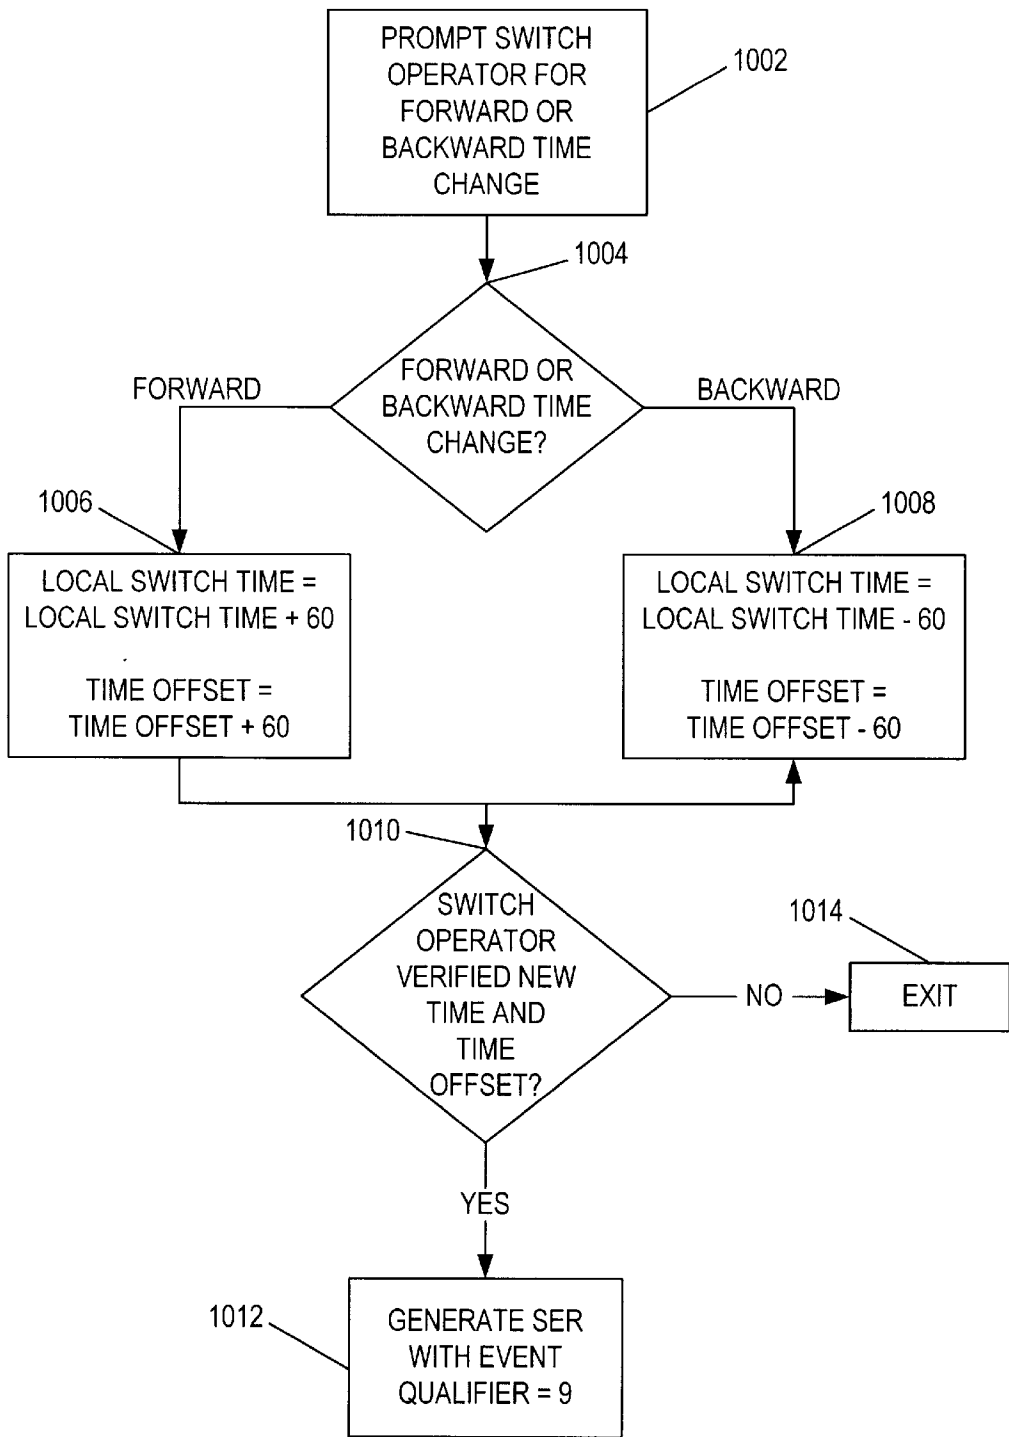 PROMPT SWITCH
OPERATOR FOR
FORWARD OR
BACKWARD TIME
CHANGE
1002
1004
FORWARD OR
BACKWARD TIME
CHANGE?
FORWARD
BACKWARD
1006
LOCAL SWITCH TIME =
LOCAL SWITCH TIME + 60
TIME OFFSET =
TIME OFFSET + 60
1008
LOCAL SWITCH TIME =
LOCAL SWITCH TIME - 60
TIME OFFSET =
TIME OFFSET - 60
1010
SWITCH
OPERATOR
VERIFIED NEW
TIME AND
TIME
OFFSET?
NO
1014
EXIT
YES
1012
GENERATE SER
WITH EVENT
QUALIFIER = 9